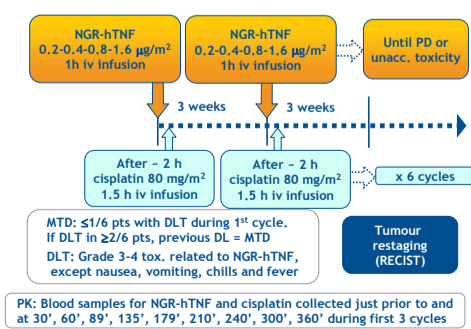 NGR-hTNF
0.2-0.4-0.8-1.6 µg/m²
1h iv infusion
NGR-hTNF
0.2-0.4-0.8-1.6 µg/m²
1h iv infusion
Until PD or
unacc. toxicity
3 weeks
3 weeks
After ~ 2 h
cisplatin 80 mg/m²
1.5 h iv infusion
After ~ 2 h
cisplatin 80 mg/m²
1.5 h iv infusion
x 6 cycles
MTD: ≤1/6 pts with DLT during 1st cycle.
If DLT in ≥2/6 pts, previous DL = MTD
DLT: Grade 3-4 tox. related to NGR-hTNF,
except nausea, vomiting, chills and fever
Tumour
restaging
(RECIST)
PK: Blood samples for NGR-hTNF and cisplatin collected just prior to and
at 30’, 60’, 89’, 135’, 179’, 210’, 240’, 300’, 360’ during first 3 cycles